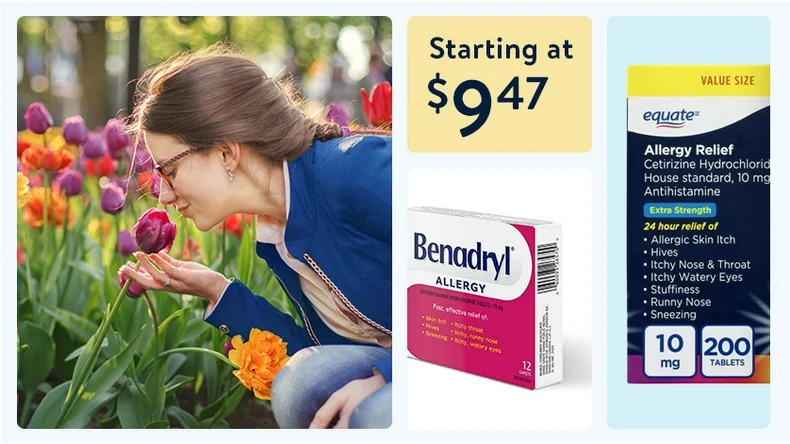 Starting at
$9.47
Benadryl
ALLERGY
Fast, effective relief of:
• Skin itch
• Hives
• Sneezing
• Itchy throat
• Itchy, runny nose
• Itchy, watery eyes
12
CAPLETS
VALUE SIZE
equate
Allergy Relief
Cetirizine Hydrochlorid
House standard, 10 mg
Antihistamine
Extra Strength
24 hour relief of
• Allergic Skin Itch
• Hives
• Itchy Nose & Throat
• Itchy Watery Eyes
• Stuffiness
• Runny Nose
• Sneezing
10
mg
200
TABLETS